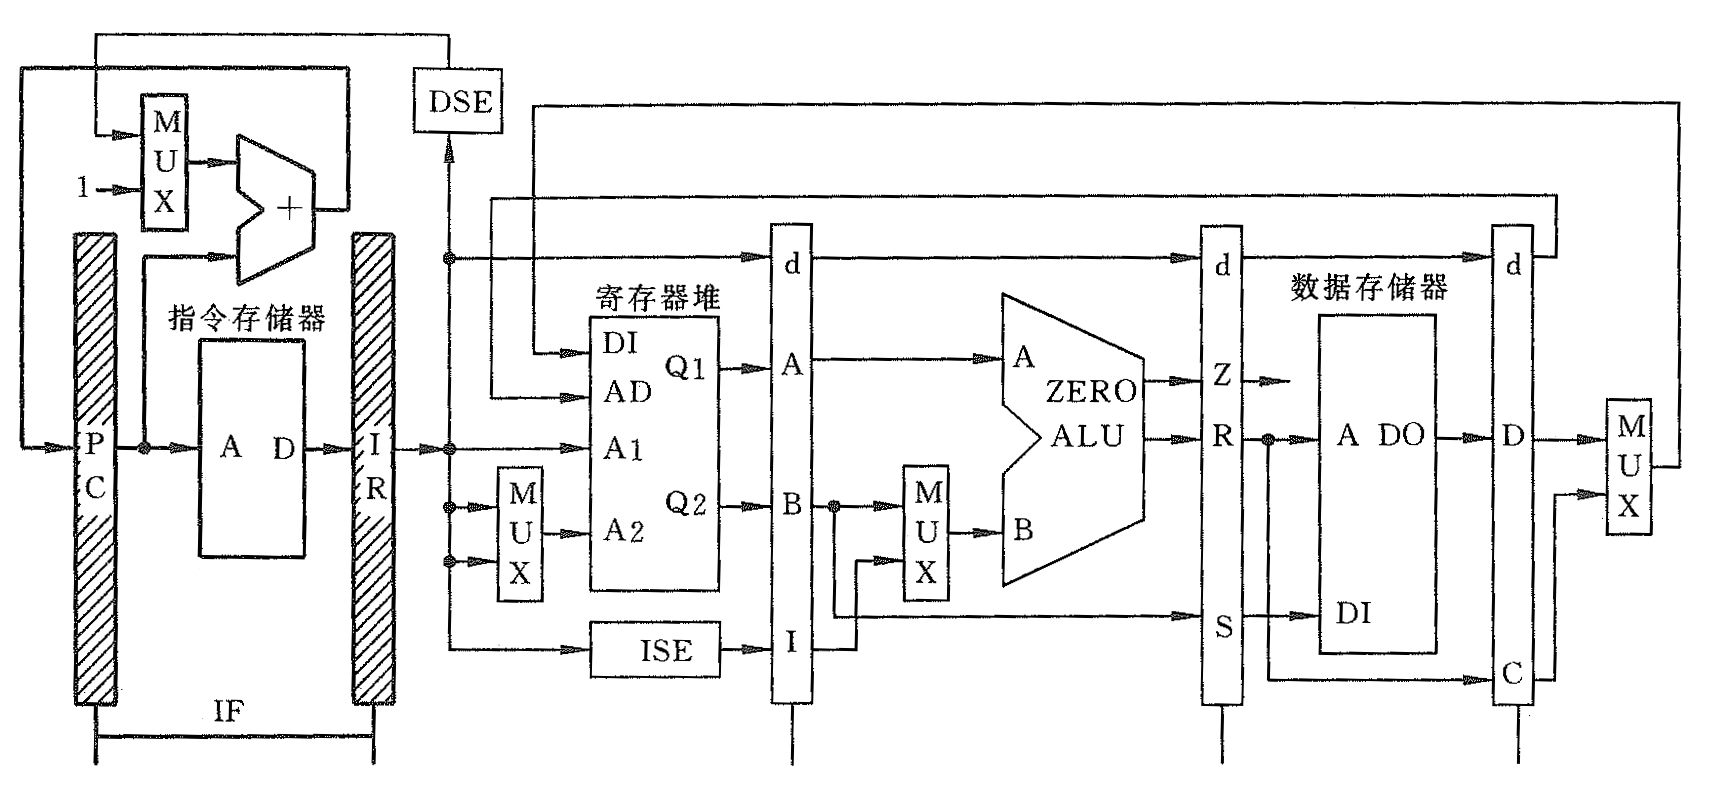 DSE
M
U
X
1
+
指令存储器
P
C
A D
I
R
IF
M
U
X
寄存器堆
DI
AD
A1
A2
Q1
Q2
ISE
d
A
B
I
M
U
X
A
B
ZERO
ALU
d
Z
R
S
数据存储器
A DO
DI
d
D
C
M
U
X